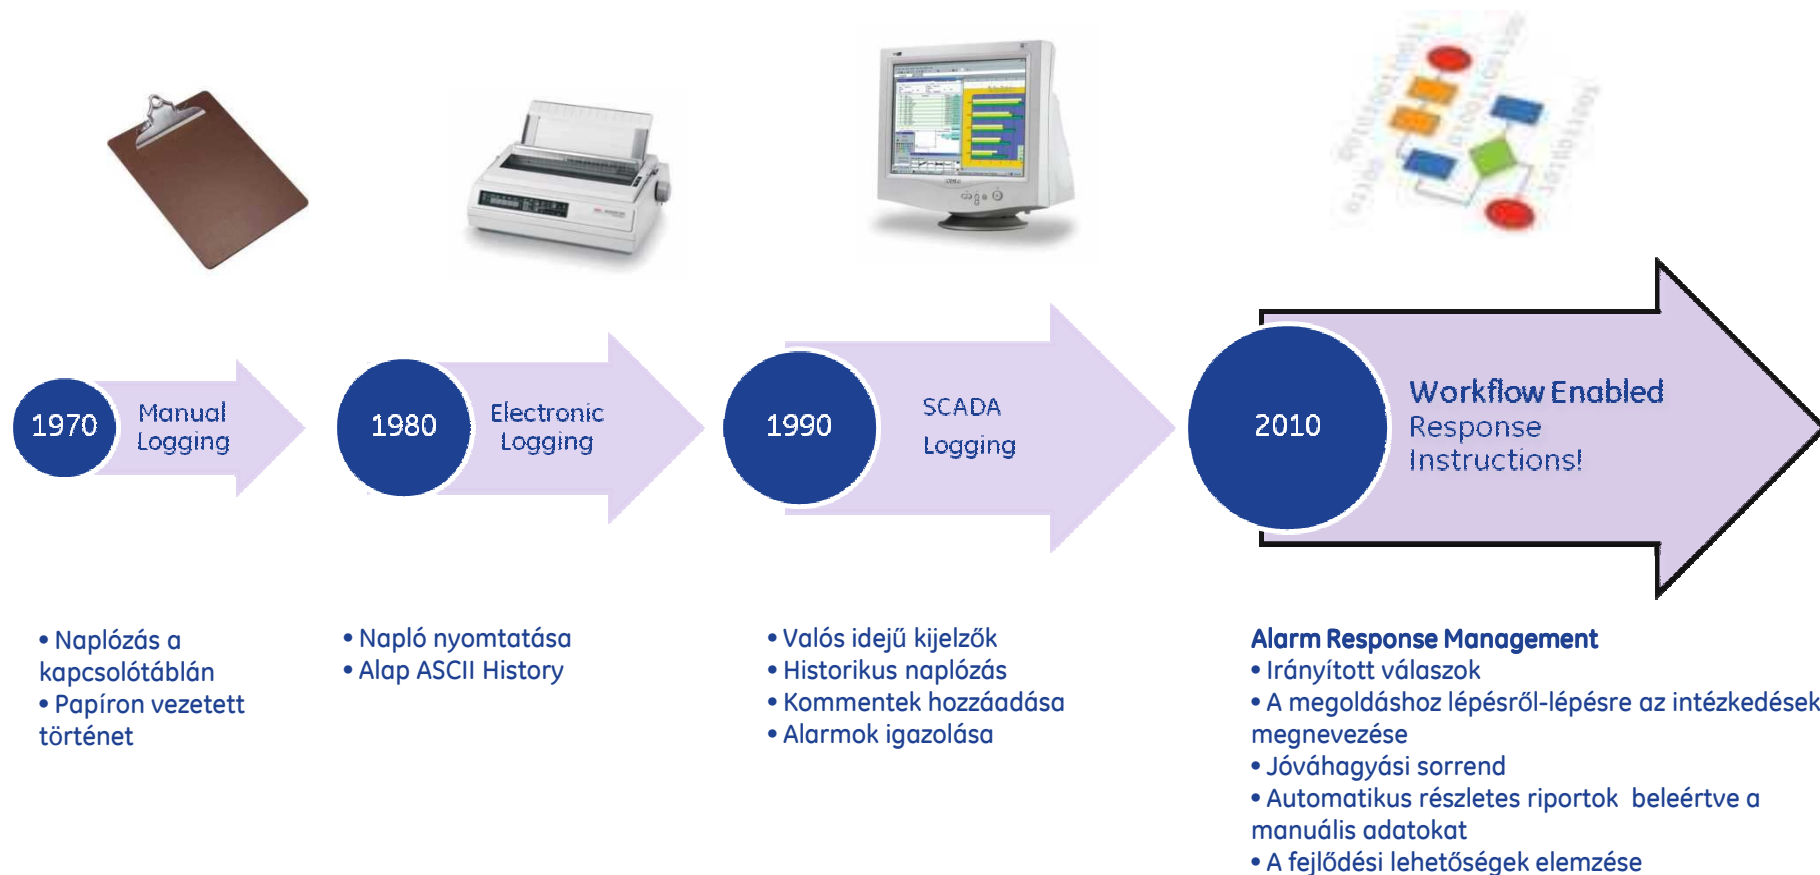 1970
Manual
Logging
1980
Electronic
Logging
1990
SCADA
Logging
2010
Workflow Enabled
Response
Instructions!
• Naplózás a
kapcsolótáblán
• Papíron vezetett
történet
• Napló nyomtatása
• Alap ASCII History
• Valós idejű kijelzők
• Historikus naplózás
• Kommentek hozzáadása
• Alarmok igazolása
Alarm Response Management
• Irányított válaszok
• A megoldáshoz lépésről-lépésre az intézkedések
megnevezése
• Jóváhagyási sorrend
• Automatikus részletes riportok beleértve a
manuális adatokat
• A fejlődési lehetőségek elemzése